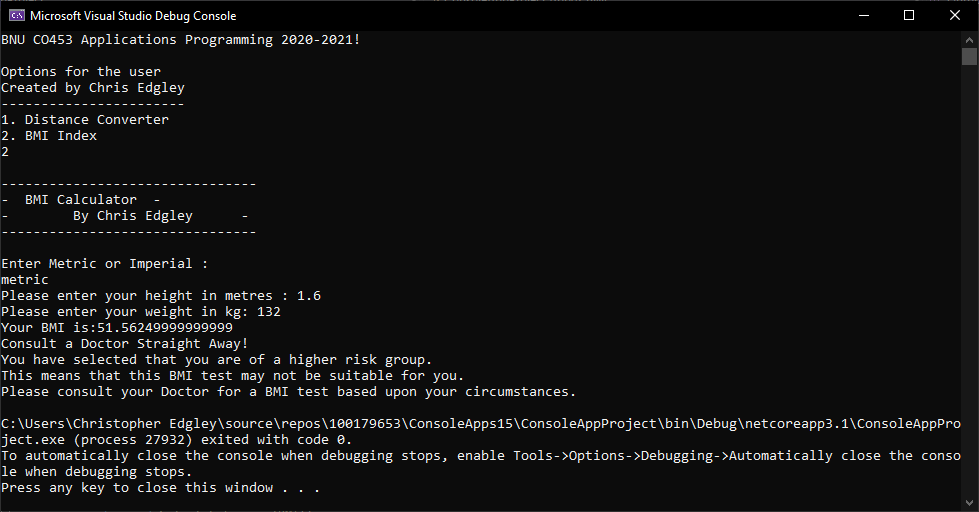 Microsoft Visual Studio Debug Console
BNU CO453 Applications Programming 2020-2021!
Options for the user
Created by Chris Edgley
-----------------------
1. Distance Converter
2. BMI Index
2
--------------------------------
-  BMI Calculator  -
-        By Chris Edgley      -
--------------------------------
Enter Metric or Imperial :
metric
Please enter your height in metres : 1.6
Please enter your weight in kg: 132
Your BMI is:51.56249999999999
Consult a Doctor Straight Away!
You have selected that you are of a higher risk group.
This means that this BMI test may not be suitable for you.
Please consult your Doctor for a BMI test based upon your circumstances.
C:\Users\Christopher Edgley\source\repos\100179653\ConsoleApps15\ConsoleAppProject\bin\Debug\netcoreapp3.1\ConsoleAppPro
ject.exe (process 27932) exited with code 0.
To automatically close the console when debugging stops, enable Tools->Options->Debugging->Automatically close the conso
le when debugging stops.
Press any key to close this window . . .